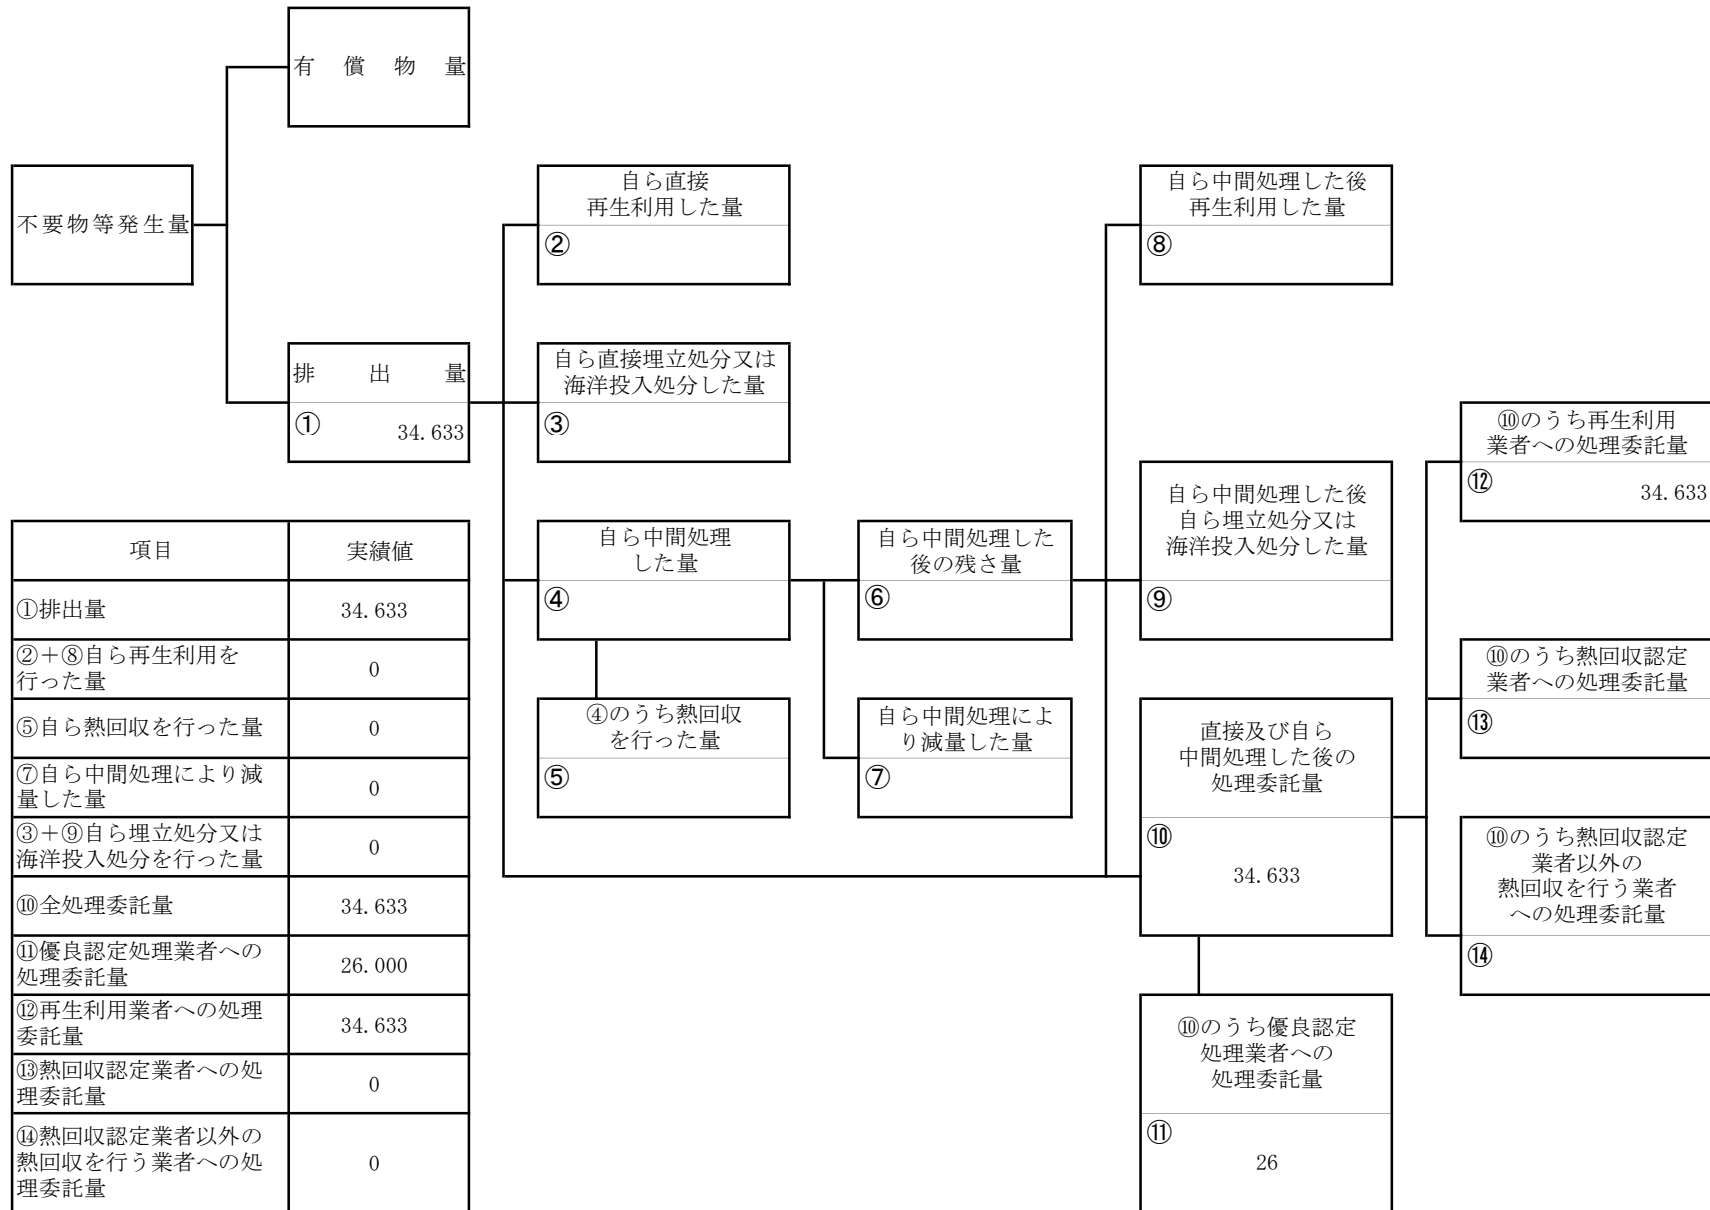 有償物量
不要物等発生量
自ら直接
再生利用した量
②
自ら中間処理した後
再生利用した量
⑧
排出量
① 34.633
自ら直接埋立処分又は
海洋投入処分した量
③
⑩のうち再生利用
業者への処理委託量
⑫ 34.633
自ら中間処理
した量
④
自ら中間処理した
後の残さ量
⑥
自ら中間処理した後
自ら埋立処分又は
海洋投入処分した量
⑨
④のうち熱回収
を行った量
⑤
自ら中間処理によ
り減量した量
⑦
直接及び自ら
中間処理した後の
処理委託量
⑩
34.633
⑩のうち熱回収認定
業者への処理委託量
⑬
⑩のうち熱回収認定
業者以外の
熱回収を行う業者
への処理委託量
⑭
⑩のうち優良認定
処理業者への
処理委託量
⑪
26
項目 実績値
①排出量 34.633
②＋⑧自ら再生利用を
行った量 0
⑤自ら熱回収を行った量 0
⑦自ら中間処理により減
量した量 0
③＋⑨自ら埋立処分又は
海洋投入処分を行った量 0
⑩全処理委託量 34.633
⑪優良認定処理業者への
処理委託量 26.000
⑫再生利用業者への処理
委託量 34.633
⑬熱回収認定業者への処
理委託量 0
⑭熱回収認定業者以外の
熱回収を行う業者への処
理委託量 0